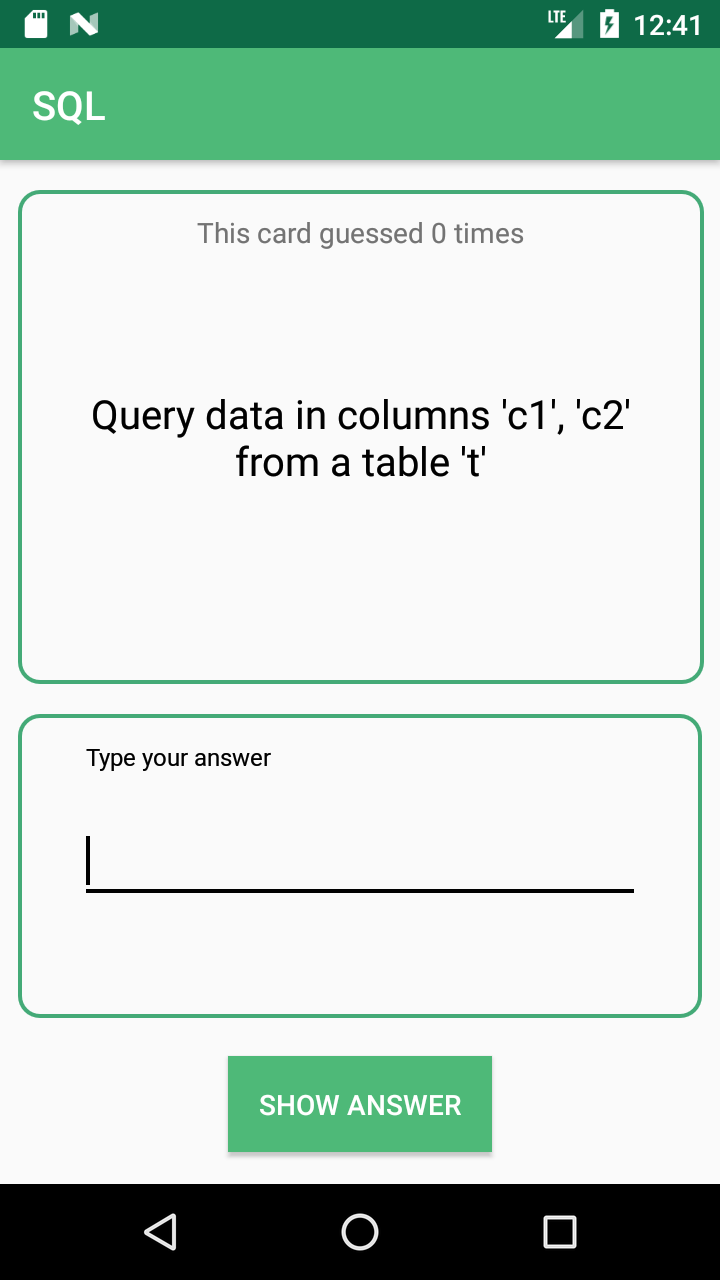 LTE 12:41
SQL
This card guessed 0 times
Query data in columns 'c1', 'c2'
from a table 't'
Type your answer
SHOW ANSWER